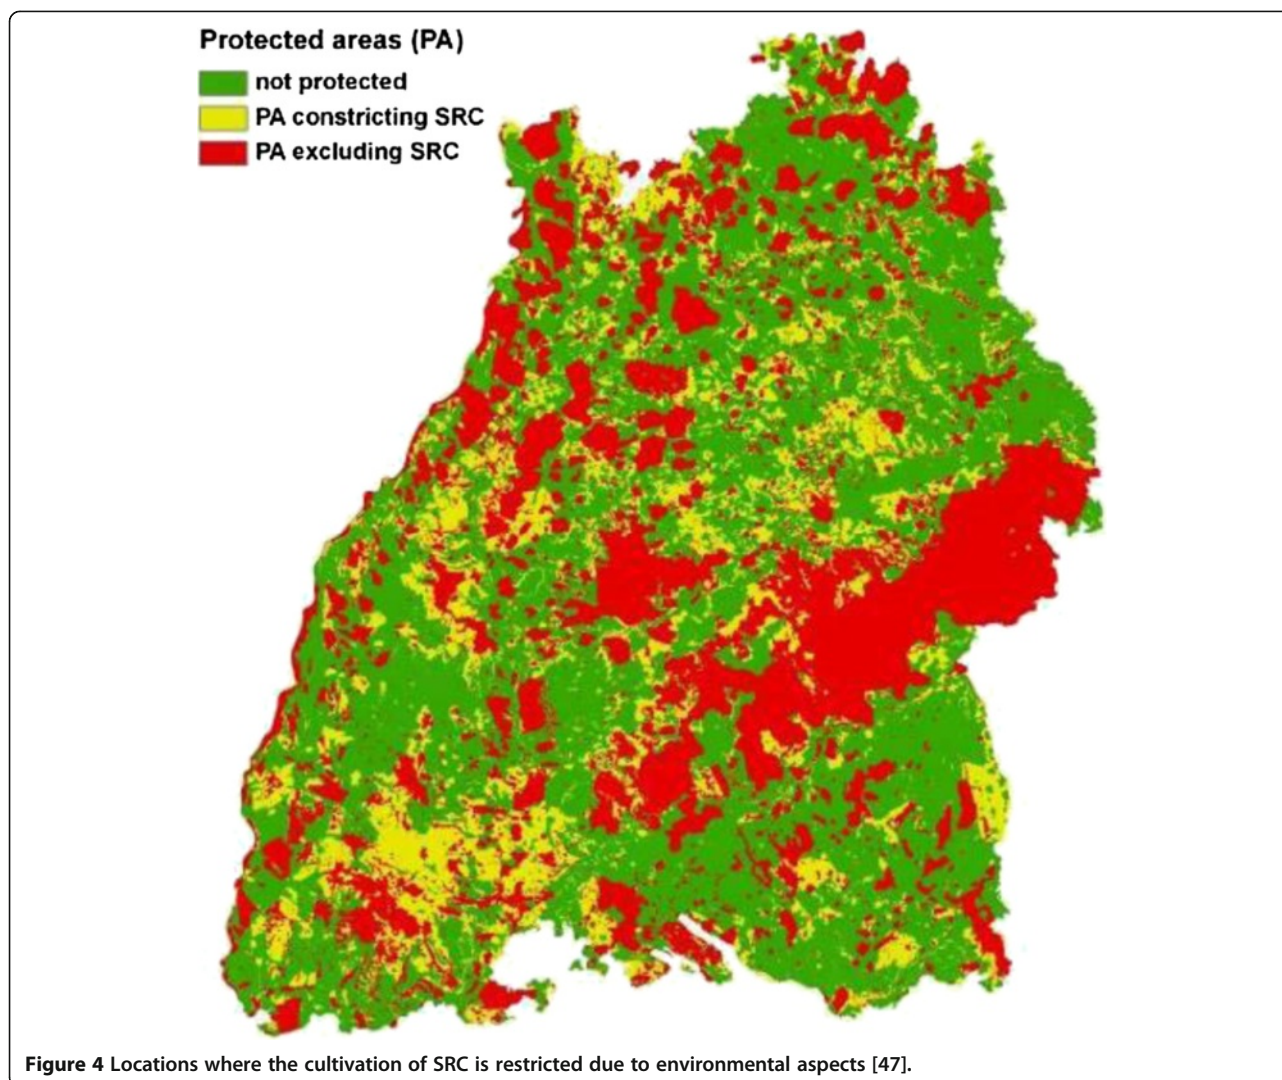 Protected areas (PA)
not protected
PA constricting SRC
PA excluding SRC
Figure 4 Locations where the cultivation of SRC is restricted due to environmental aspects [47].